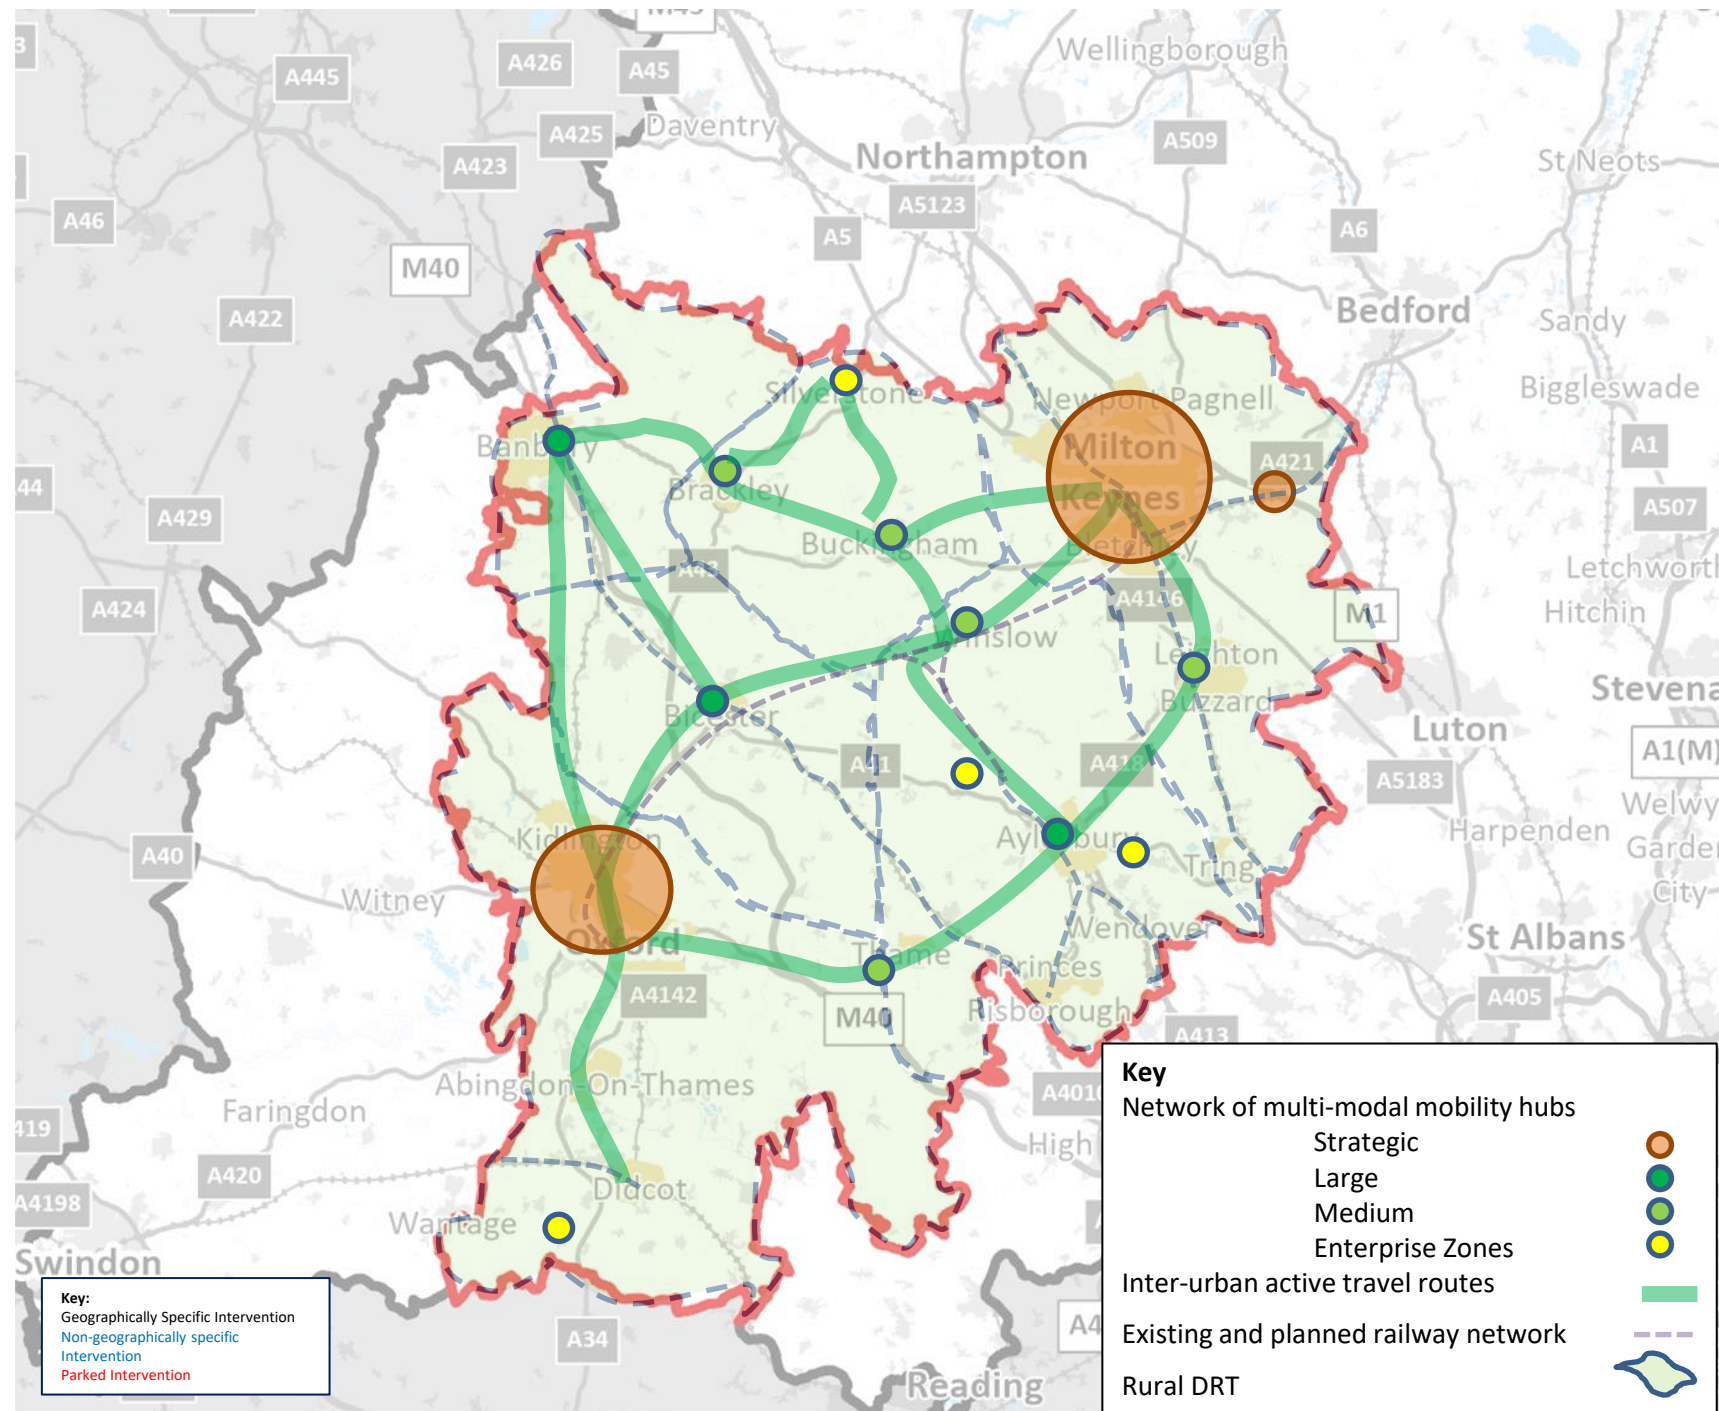 M45
Wellingborough
A426
A45
A445
Daventry
A425
A509
Northampton
St Neots
A423
A5123
A46
A5
A6
M40
Bedford
A422
Sandy
Silverstone
Newport Pagnell
Biggleswade
Banbury
Milton
A1
A421
44
Brackley
Keynes
A507
A429
Buckingham
Bletchley
A43
Letchworth
A424
A4146
Hitchin
M1
Winslow
Leighton
Buzzard
Stevena
Bicester
Luton
A41
A418
A1(M)
A5183
Welwy
Kidlington
Aylesbury
Harpenden
Garden
A40
Tring
City
Witney
Wendover
St Albans
Oxford
Thame
Princes
A4142
A405
Risborough
M40
A413
Abingdon-On-Thames
A4010
Faringdon
419
High
A420
Didcot
A4198
Wantage
Swindon
A34
A4
Reading
Key
Network of multi-modal mobility hubs
Strategic
Large
Medium
Enterprise Zones
Inter-urban active travel routes
Existing and planned railway network
Rural DRT
Key:
Geographically Specific Intervention
Non-geographically specific
Intervention
Parked Intervention